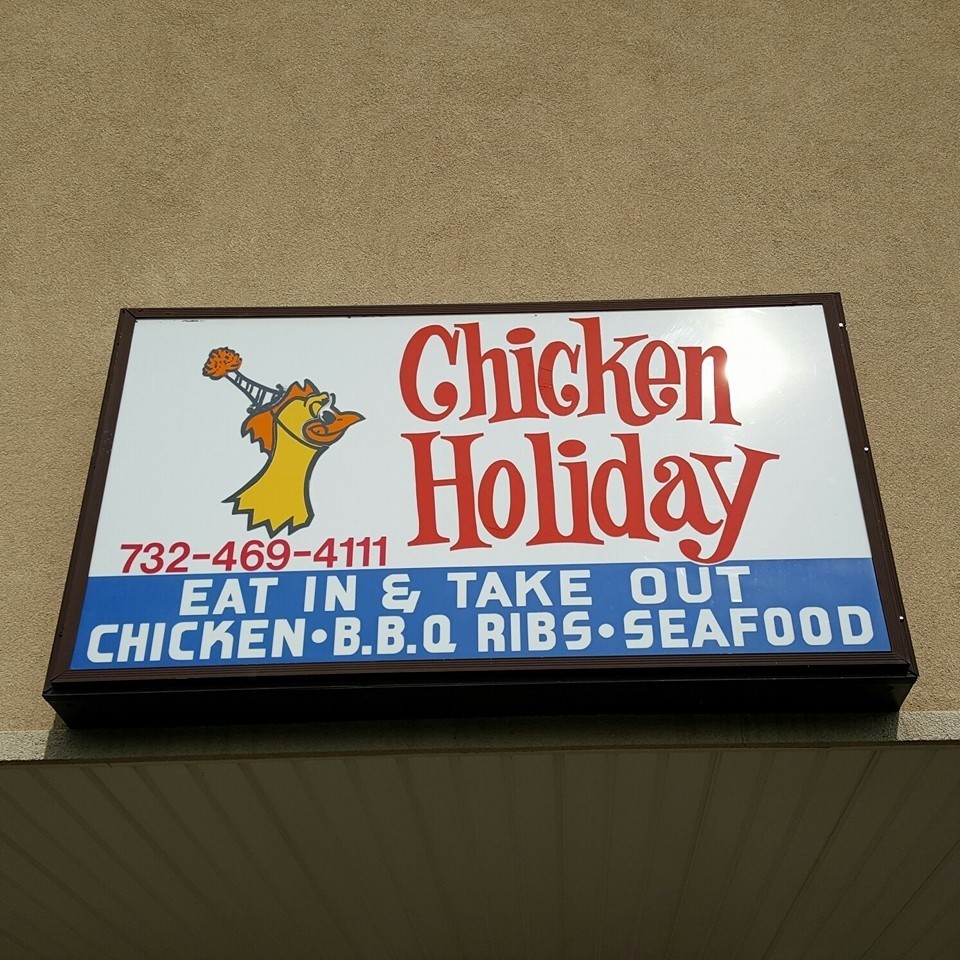 Chicken
Holiday
732-469-4111
EAT IN & TAKE OUT
CHICKEN•B.B.Q RIBS•SEAFOOD